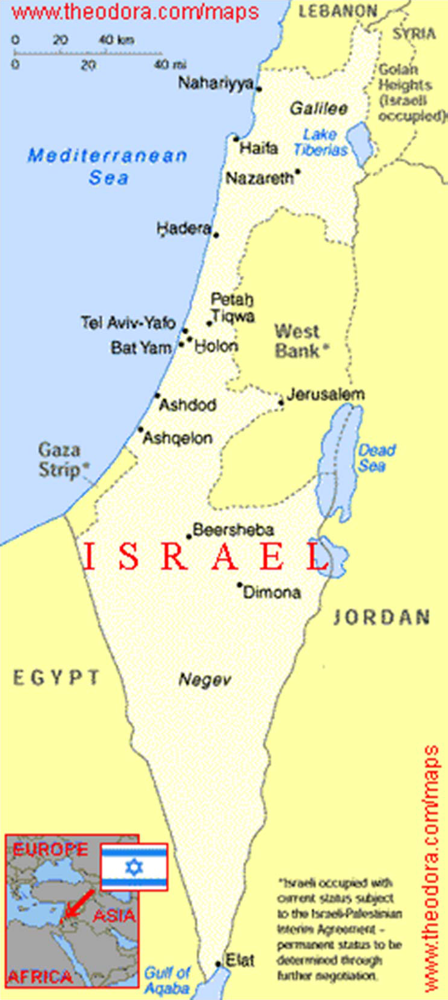 www.theodora.com/maps
LEBANON
SYRIA
0 20 40 km
0 20 40 mi
Golan
Heights
(Israeli
occupied)
Nahariyya
Galilee
Lake
Tiberias
Haifa
Mediterranean
Sea
Nazareth
Ḥadera
Petaḥ
Tiqwa
Tel Aviv-Yafo
West
Bank*
Bat Yam
Ḥolon
Jerusalem
Ashdod
Ashqelon
Gaza
Strip*
Dead
Sea
Beersheba
ISRAEL
Dimona
JORDAN
EGYPT
Negev
www.theodora.com/maps
EUROPE
ASIA
AFRICA
*Israeli occupied with
current status subject
to the Israeli-Palestinian
Interim Agreement -
permanent status to be
determined through
further negotiation.
Elat
Gulf of
Aqaba